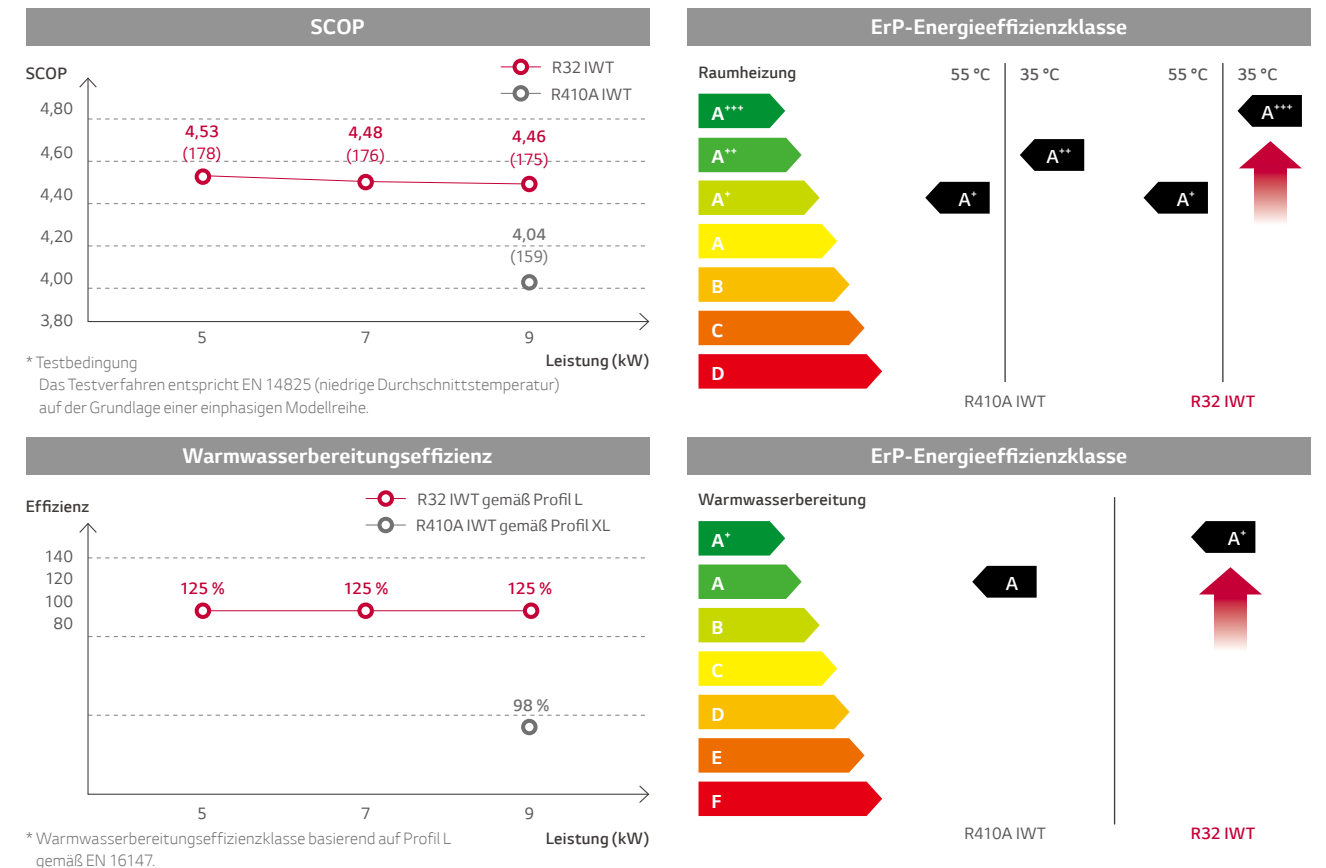 SCOP
SCOP
R32 IWT
R410A IWT
4,80
4,60
4,40
4,20
4,00
3,80
4,53
(178)
4,48
(176)
4,46
(175)
4,04
(159)
5 7 9
Leistung (kW)
* Testbedingung
Das Testverfahren entspricht EN 14825 (niedrige Durchschnittstemperatur)
auf der Grundlage einer einphasigen Modellreihe.
ErP-Energieeffizienzklasse
Raumheizung
55 °C 35 °C 55 °C 35 °C
A+++ A+++
A++ A++
A+ A+ A+
A
B
C
D
R410A IWT R32 IWT
Warmwasserbereitungseffizienz
Effizienz
R32 IWT gemäß Profil L
R410A IWT gemäß Profil XL
140
120
100
80
125 % 125 % 125 %
98 %
5 7 9
Leistung (kW)
* Warmwasserbereitungseffizienzklasse basierend auf Profil L
gemäß EN 16147.
ErP-Energieeffizienzklasse
Warmwasserbereitung
A+ A+
A A
B
C
D
E
F
R410A IWT R32 IWT